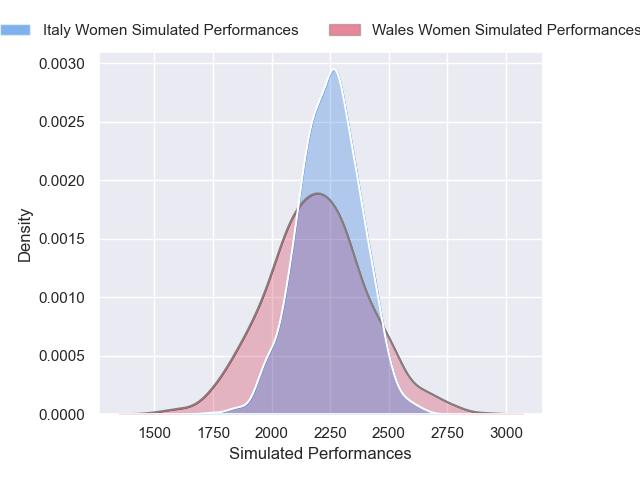 Italy Women Simulated Performances Wales Women Simulated Performances
0.0030
0.0025
0.0020
0.0015
0.0010
0.0005
0.0000
Density
1500 1750 2000 2250 2500 2750 3000
Simulated Performances